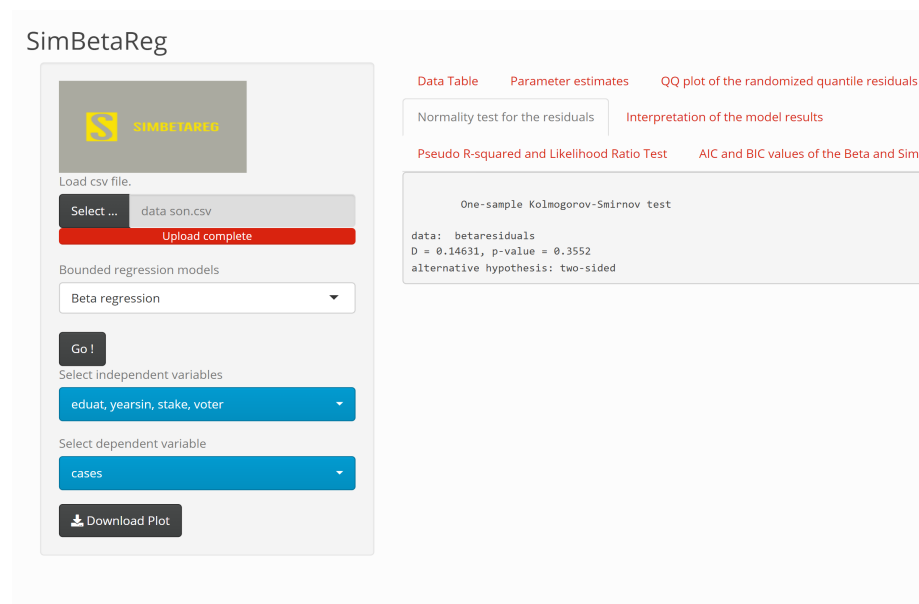 SimBetaReg
S SIMBETAREG
Load csv file.
Select ... data son.csv
Upload complete
Bounded regression models
Beta regression
Go !
Select independent variables
eduat, yearsin, stake, voter
Select dependent variable
cases
Download Plot
Data Table Parameter estimates QQ plot of the randomized quantile residuals
Normality test for the residuals Interpretation of the model results
Pseudo R-squared and Likelihood Ratio Test AIC and BIC values of the Beta and Sim
One-sample Kolmogorov-Smirnov test
data: betaresiduals
D = 0.14631, p-value = 0.3552
alternative hypothesis: two-sided